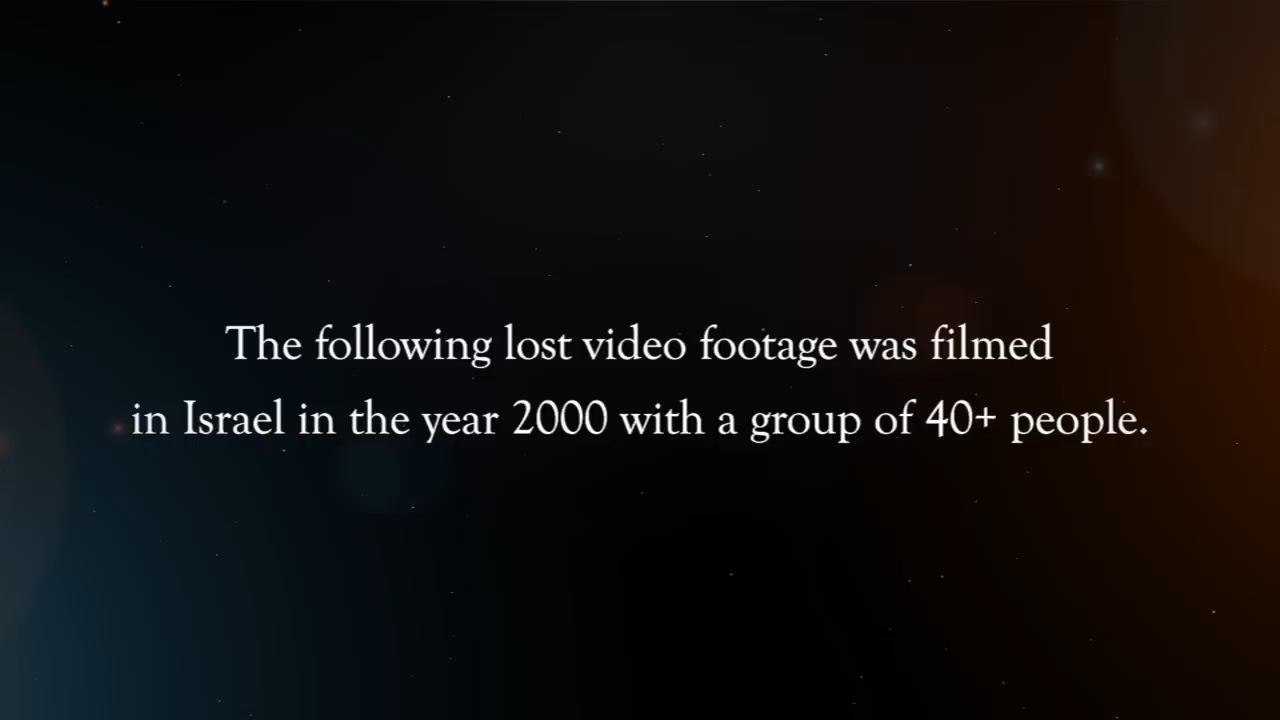 The following lost video footage was filmed
in Israel in the year 2000 with a group of 40+ people.